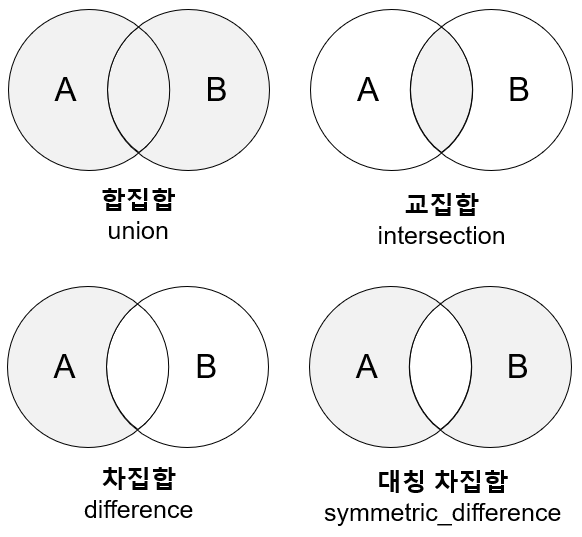 A B
합집합
union
A B
교집합
intersection
A B
차집합
difference
A B
대칭 차집합
symmetric_difference